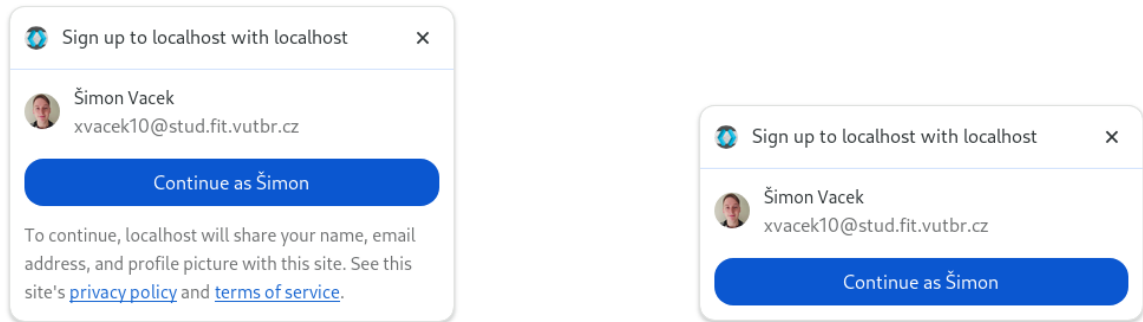 Sign up to localhost with localhost
Šimon Vacek
xvacek10@stud.fit.vutbr.cz
Continue as Šimon
To continue, localhost will share your name, email
address, and profile picture with this site. See this
site's privacy policy and terms of service.
Sign up to localhost with localhost
Šimon Vacek
xvacek10@stud.fit.vutbr.cz
Continue as Šimon